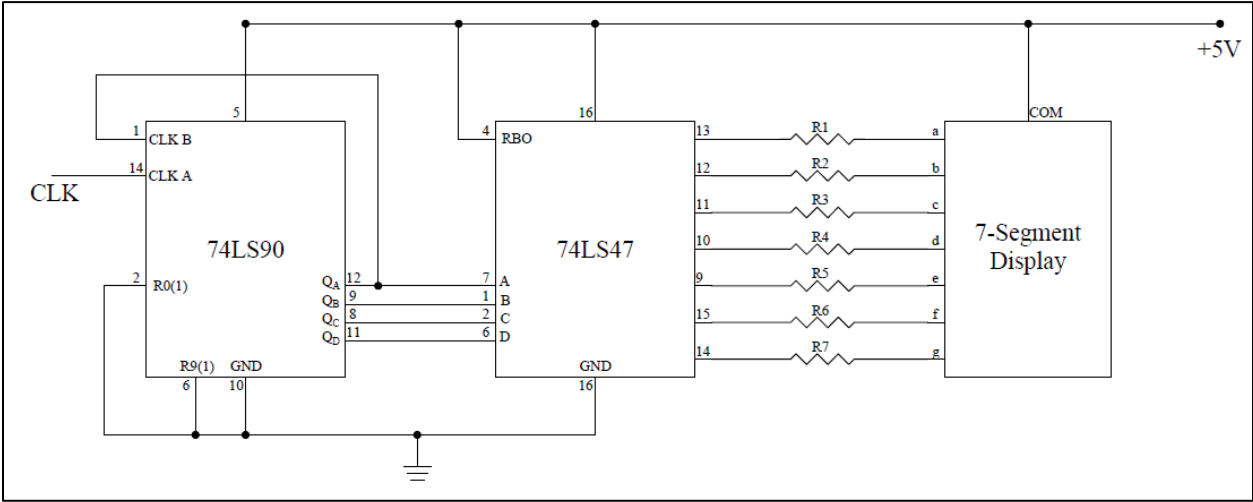 +5V
5
1
CLK B
14
CLK A
CLK
74LS90
2
R0(1)
QA 12
QB 9
QC 8
QD 11
R9(1) GND
6 10
16
4
RBO
74LS47
7 A
1 B
2 C
6 D
GND
16
13 R1 a
12 R2 b
11 R3 c
10 R4 d
9 R5 e
15 R6 f
14 R7 g
COM
7-Segment
Display